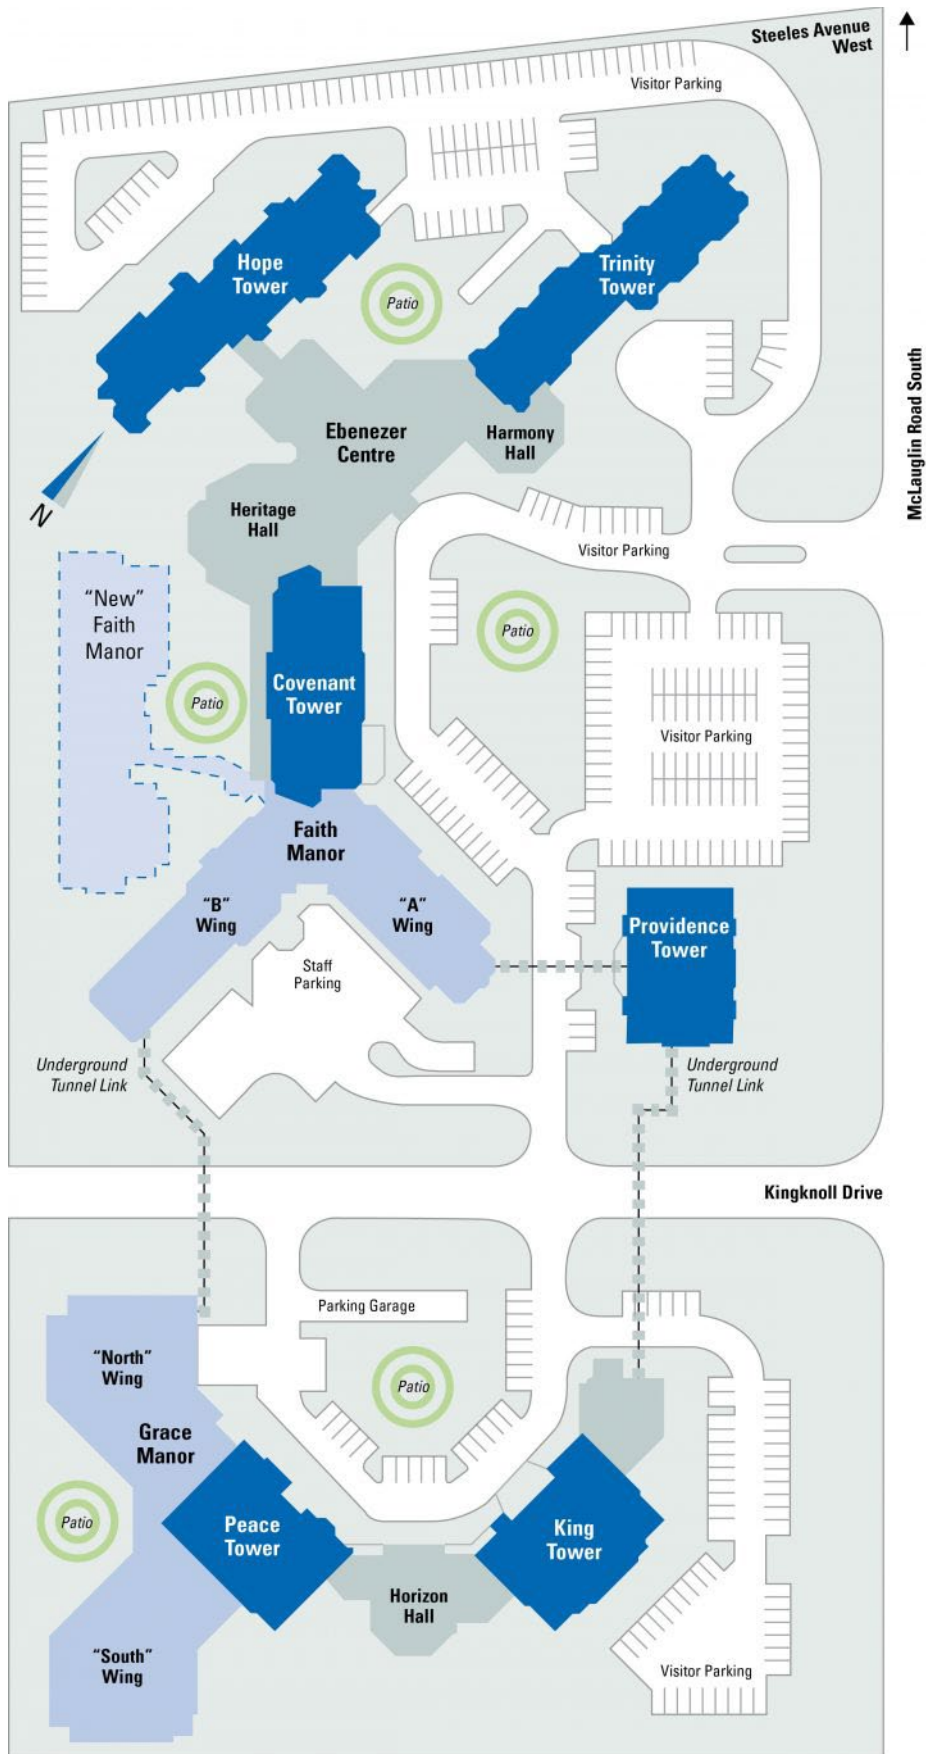 Steeles Avenue
West
Visitor Parking
Hope
Tower
Trinity
Tower
Patio
McLauglin Road South
Ebenezer
Centre
Harmony
Hall
Heritage
Hall
N
Visitor Parking
"New"
Faith
Manor
Patio
Patio
Covenant
Tower
Visitor Parking
Faith
Manor
"B"
Wing
"A"
Wing
Providence
Tower
Staff
Parking
Underground
Tunnel Link
Underground
Tunnel Link
Kingknoll Drive
Parking Garage
"North"
Wing
Patio
Grace
Manor
Patio
Peace
Tower
King
Tower
Horizon
Hall
"South"
Wing
Visitor Parking